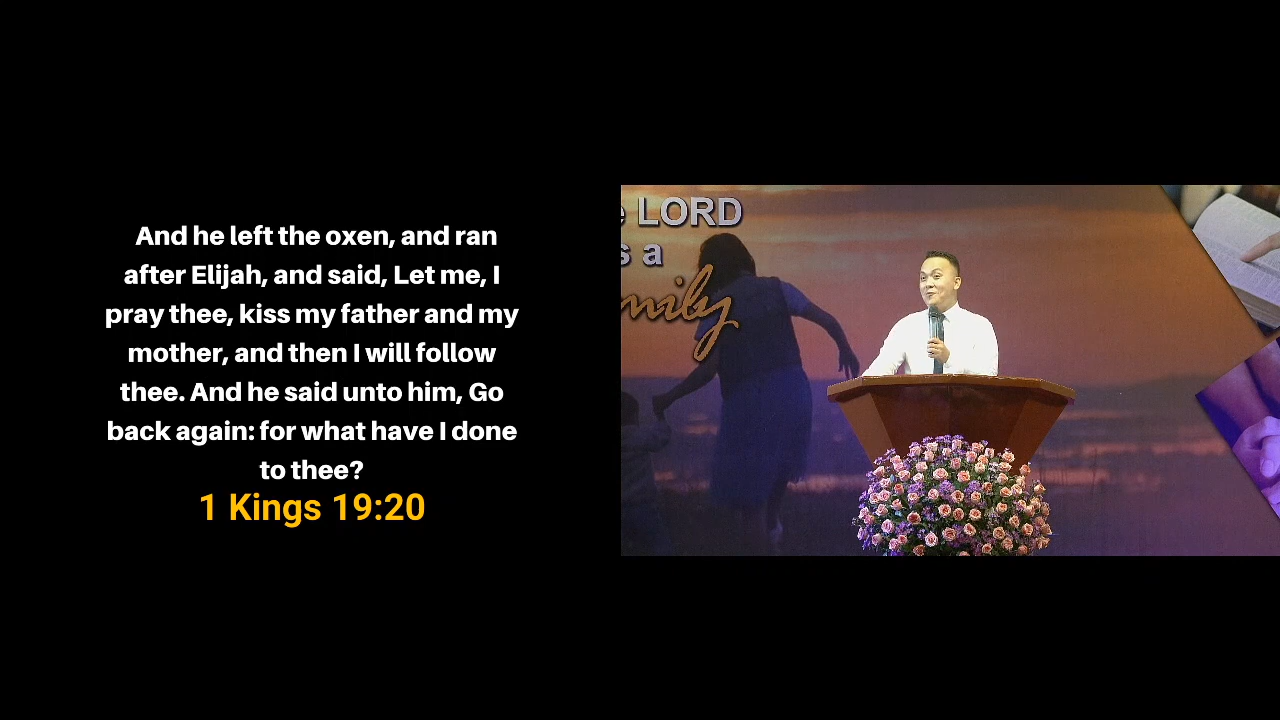 And he left the oxen, and ran
after Elijah, and said, Let me, I
pray thee, kiss my father and my
mother, and then I will follow
thee. And he said unto him, Go
back again: for what have I done
to thee?
1 Kings 19:20
LORD
a